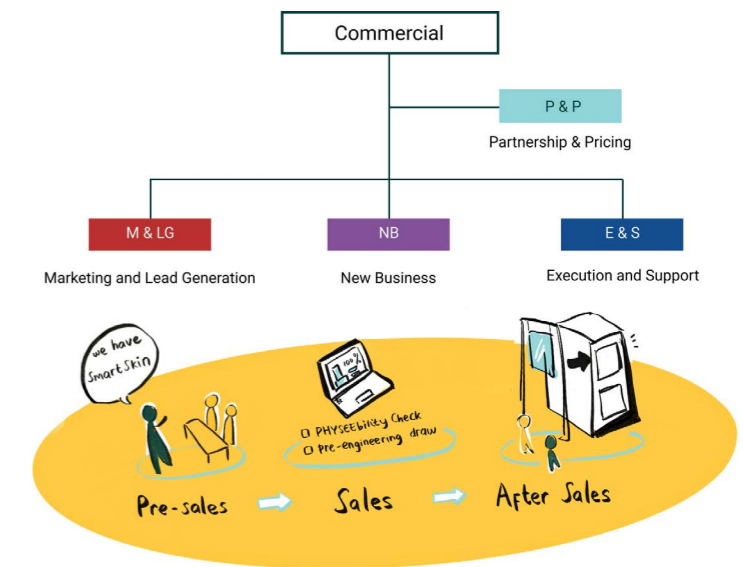 Commercial
P & P
Partnership & Pricing
M & LG
NB
E & S
Marketing and Lead Generation
New Business
Execution and Support
we have
SmartSkin
100%
PHYSEEbility Check
Pre-engineering draw
Pre-sales
Sales
After Sales